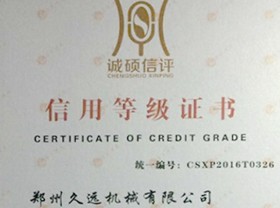 诚硕信评
CHENGSHUO XINPING
信用等级证书
CERTIFICATE OF CREDIT GRADE
统一编号：CSXP2016T0326
郑州久远机械有限公司